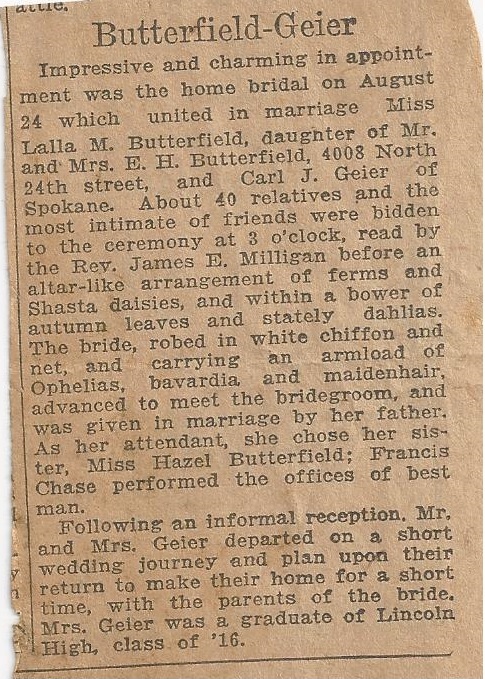 attle.
Butterfield-Geier
Impressive and charming in appoint-
ment was the home bridal on August
24 which united in marriage Miss
Lalla M. Butterfield, daughter of Mr.
and Mrs. E. H. Butterfield, 4008 North
24th street, and Carl J. Geier of
Spokane. About 40 relatives and the
most intimate of friends were bidden
to the ceremony at 3 o'clock, read by
the Rev. James E. Milligan before an
altar-like arrangement of ferms and
Shasta daisies, and within a bower of
autumn leaves and stately dahlias.
The bride, robed in white chiffon and
net, and carrying an armload of
Ophelias, bavardia and maidenhair,
advanced to meet the bridegroom, and
was given in marriage by her father.
As her attendant, she chose her sis-
ter, Miss Hazel Butterfield; Francis
Chase performed the offices of best
man.
Following an informal reception, Mr.
and Mrs. Geier departed on a short
wedding journey and plan upon their
return to make their home for a short
time, with the parents of the bride.
Mrs. Geier was a graduate of Lincoln
High, class of '16.